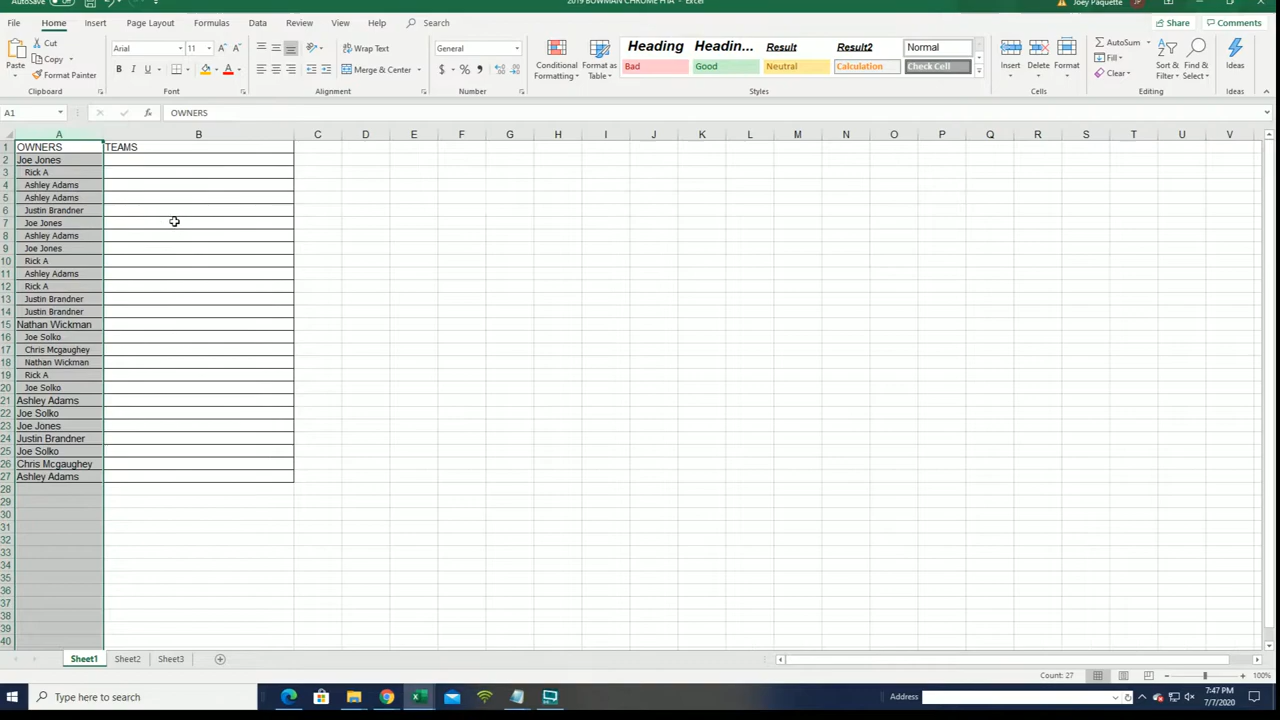 AutoSave
2019 BOWMAN CHROME HTA - Excel
Joey Paquette
JP
File Home Insert Page Layout Formulas Data Review View Help Search
Share Comments
Paste
Cut
Copy
Format Painter
Clipboard
Arial 11
B I U
Font
Wrap Text
Merge & Center
Alignment
General
$ % ,
Number
Conditional Formatting
Format as Table
Heading Headin... Result Result2 Normal
Bad Good Neutral Calculation Check Cell
Styles
Insert Delete Format
Cells
AutoSum
Fill
Clear
Sort & Filter
Find & Select
Editing
Ideas
Ideas
A1
fx
OWNERS
A B C D E F G H I J K L M N O P Q R S T U V
1 OWNERS TEAMS
2 Joe Jones
3 Rick A
4 Ashley Adams
5 Ashley Adams
6 Justin Brandner
7 Joe Jones
8 Ashley Adams
9 Joe Jones
10 Rick A
11 Ashley Adams
12 Rick A
13 Justin Brandner
14 Justin Brandner
15 Nathan Wickman
16 Joe Solko
17 Chris Mcgaughey
18 Nathan Wickman
19 Rick A
20 Joe Solko
21 Ashley Adams
22 Joe Solko
23 Joe Jones
24 Justin Brandner
25 Joe Solko
26 Chris Mcgaughey
27 Ashley Adams
28
29
30
31
32
33
34
35
36
37
38
39
40
Sheet1 Sheet2 Sheet3
Count: 27
100%
Type here to search
Address
7:47 PM
7/7/2020